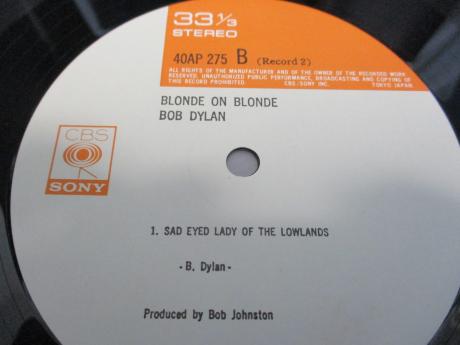 33 1/3
STEREO
40AP 275 B (Record 2)
ALL RIGHTS OF THE MANUFACTURER AND OF THE OWNER OF THE RECORDED WORK
RESERVED. UNAUTHORIZED PUBLIC PERFORMANCE, BROADCASTING AND COPYING OF
THIS RECORD PROHIBITED. CBS/SONY INC. TOKYO JAPAN
BLONDE ON BLONDE
BOB DYLAN
CBS
SONY
1. SAD EYED LADY OF THE LOWLANDS
-B. Dylan-
Produced by Bob Johnston